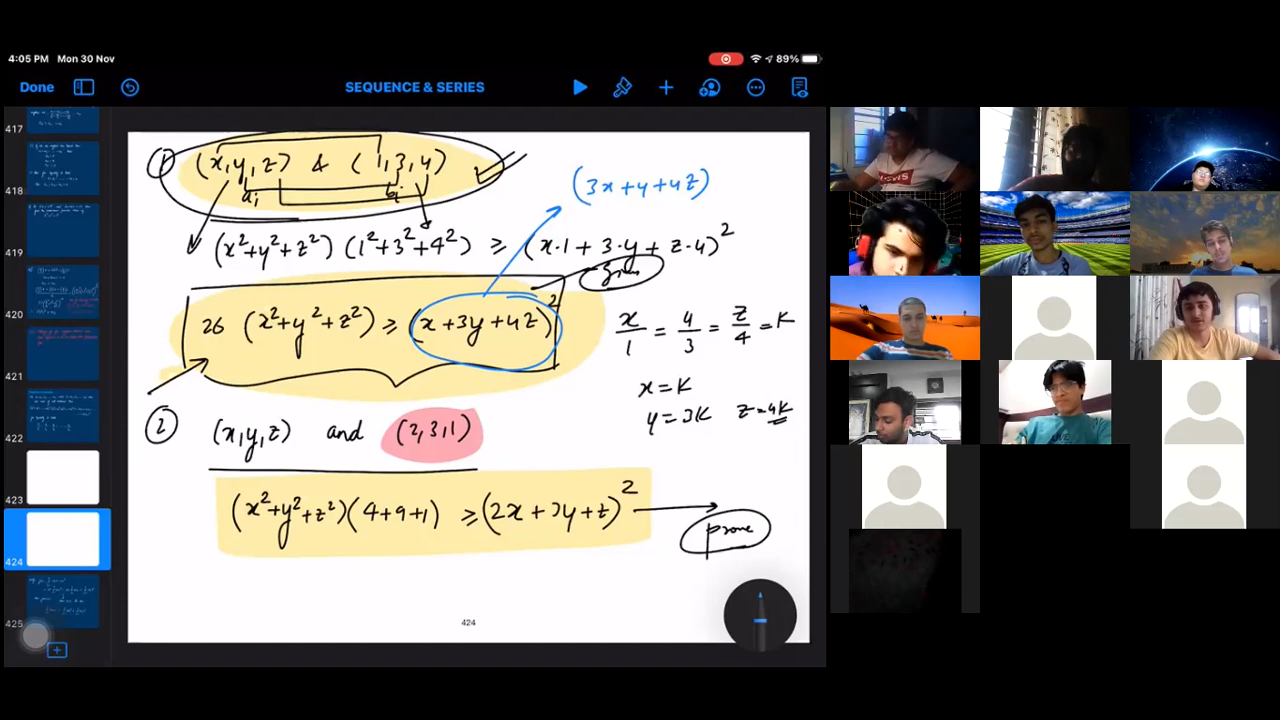 4:05 PM Mon 30 Nov
89%
Done
SEQUENCE & SERIES
417
418
419
420
421
422
423
424
425
① (x,y,z) & (1,3,4)
ai bi
(3x+y+4z)
(x²+y²+z²) (1²+3²+4²) ≥ (x·1 + 3·y + z·4)²
given
26 (x²+y²+z²) ≥ (x+3y+4z)²
x/1 = y/3 = z/4 = K
x = K
y = 3K z = 4K
② (x,y,z) and (2,3,1)
(x²+y²+z²)(4+9+1) ≥ (2x+3y+z)²
prove
424